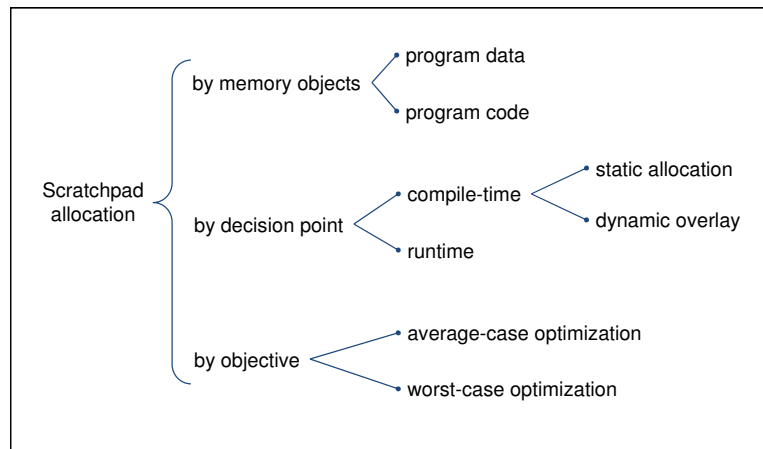 Scratchpad
allocation
by memory objects
program data
program code
by decision point
compile-time
static allocation
dynamic overlay
runtime
by objective
average-case optimization
worst-case optimization